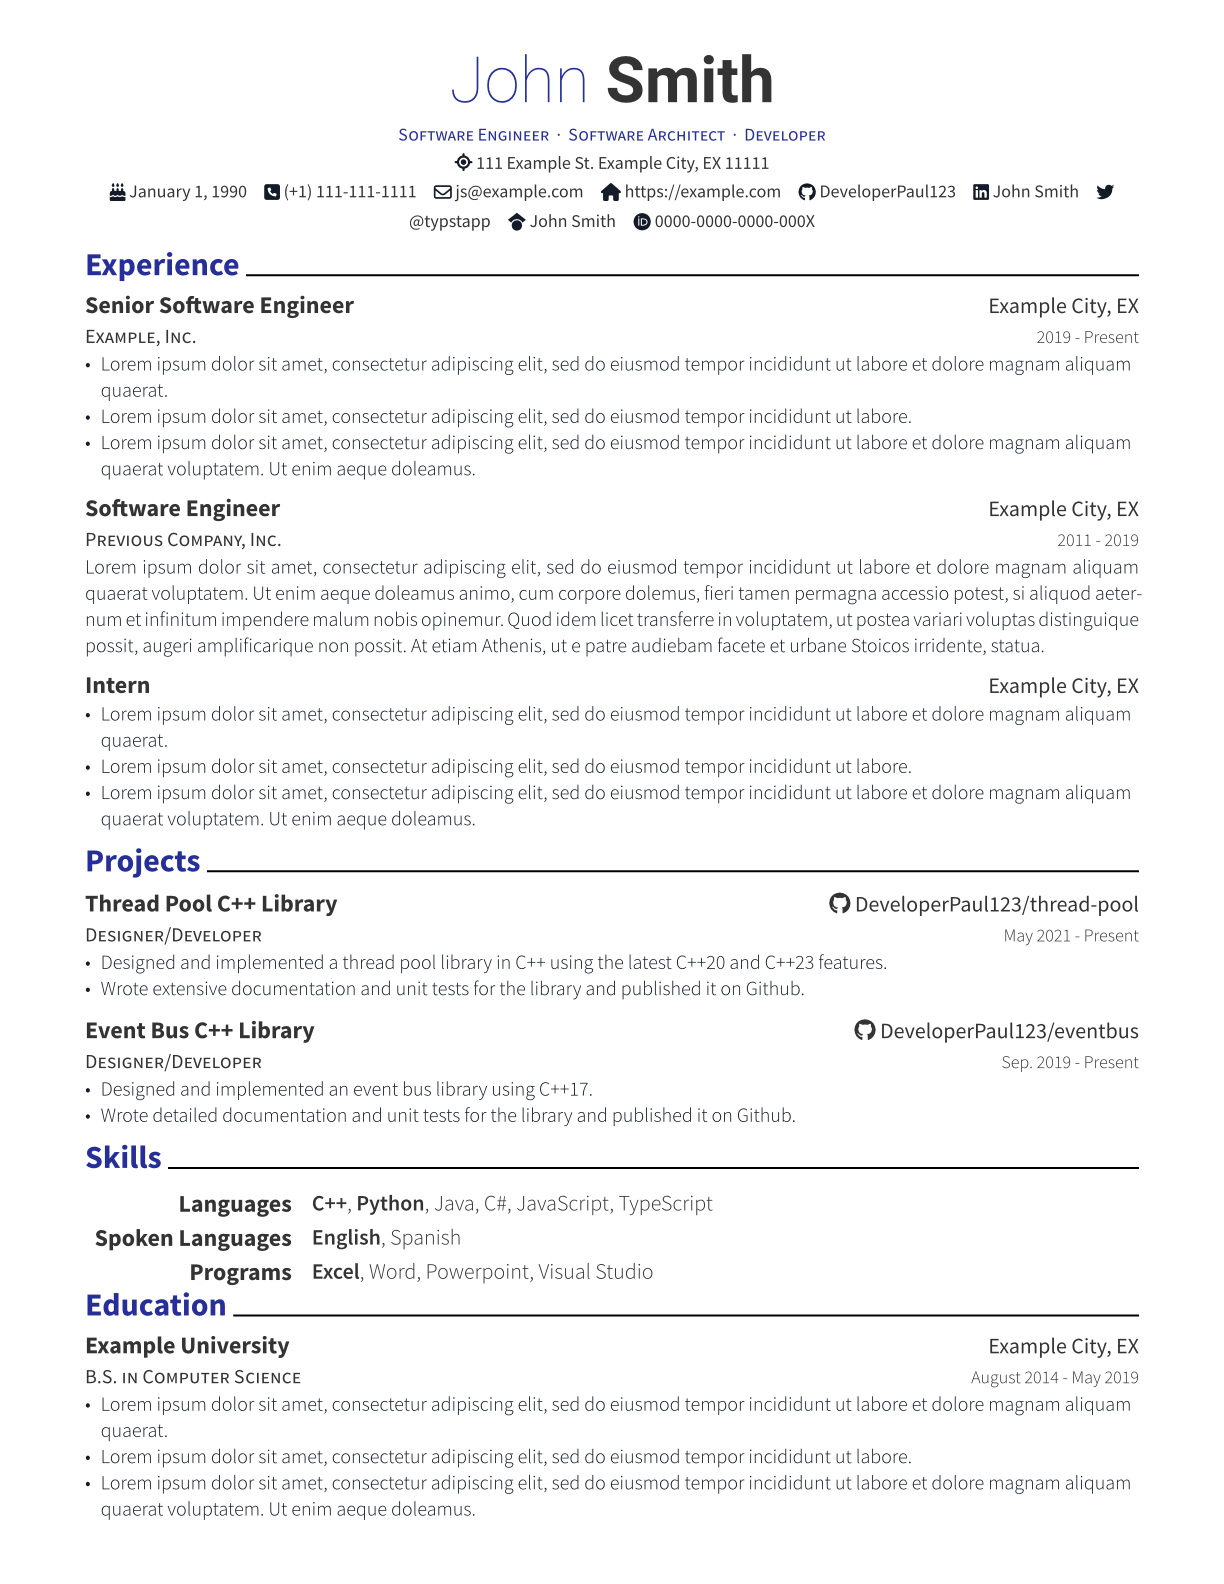 John Smith
Software Engineer · Software Architect · Developer
111 Example St. Example City, EX 11111
January 1, 1990 (+1) 111-111-1111 js@example.com https://example.com DeveloperPaul123 John Smith
@typstapp John Smith 0000-0000-0000-000X
Experience
Senior Software Engineer Example City, EX
Example, Inc. 2019 - Present
• Lorem ipsum dolor sit amet, consectetur adipiscing elit, sed do eiusmod tempor incididunt ut labore et dolore magnam aliquam
quaerat.
• Lorem ipsum dolor sit amet, consectetur adipiscing elit, sed do eiusmod tempor incididunt ut labore.
• Lorem ipsum dolor sit amet, consectetur adipiscing elit, sed do eiusmod tempor incididunt ut labore et dolore magnam aliquam
quaerat voluptatem. Ut enim aeque doleamus.
Software Engineer Example City, EX
Previous Company, Inc. 2011 - 2019
Lorem ipsum dolor sit amet, consectetur adipiscing elit, sed do eiusmod tempor incididunt ut labore et dolore magnam aliquam
quaerat voluptatem. Ut enim aeque doleamus animo, cum corpore dolemus, fieri tamen permagna accessio potest, si aliquod aeter-
num et infinitum impendere malum nobis opinemur. Quod idem licet transferre in voluptatem, ut postea variari voluptas distinguique
possit, augeri amplificarique non possit. At etiam Athenis, ut e patre audiebam facete et urbane Stoicos irridente, statua.
Intern Example City, EX
• Lorem ipsum dolor sit amet, consectetur adipiscing elit, sed do eiusmod tempor incididunt ut labore et dolore magnam aliquam
quaerat.
• Lorem ipsum dolor sit amet, consectetur adipiscing elit, sed do eiusmod tempor incididunt ut labore.
• Lorem ipsum dolor sit amet, consectetur adipiscing elit, sed do eiusmod tempor incididunt ut labore et dolore magnam aliquam
quaerat voluptatem. Ut enim aeque doleamus.
Projects
Thread Pool C++ Library DeveloperPaul123/thread-pool
Designer/Developer May 2021 - Present
• Designed and implemented a thread pool library in C++ using the latest C++20 and C++23 features.
• Wrote extensive documentation and unit tests for the library and published it on Github.
Event Bus C++ Library DeveloperPaul123/eventbus
Designer/Developer Sep. 2019 - Present
• Designed and implemented an event bus library using C++17.
• Wrote detailed documentation and unit tests for the library and published it on Github.
Skills
Languages C++, Python, Java, C#, JavaScript, TypeScript
Spoken Languages English, Spanish
Programs Excel, Word, Powerpoint, Visual Studio
Education
Example University Example City, EX
B.S. in Computer Science August 2014 - May 2019
• Lorem ipsum dolor sit amet, consectetur adipiscing elit, sed do eiusmod tempor incididunt ut labore et dolore magnam aliquam
quaerat.
• Lorem ipsum dolor sit amet, consectetur adipiscing elit, sed do eiusmod tempor incididunt ut labore.
• Lorem ipsum dolor sit amet, consectetur adipiscing elit, sed do eiusmod tempor incididunt ut labore et dolore magnam aliquam
quaerat voluptatem. Ut enim aeque doleamus.